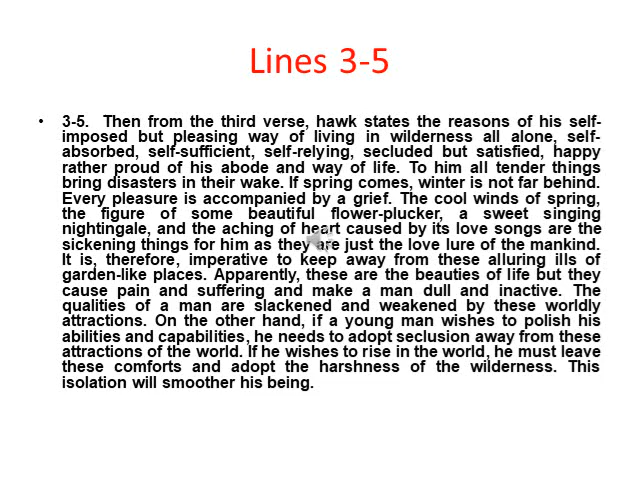 Lines 3-5
• 3-5. Then from the third verse, hawk states the reasons of his self-
imposed but pleasing way of living in wilderness all alone, self-
absorbed, self-sufficient, self-relying, secluded but satisfied, happy
rather proud of his abode and way of life. To him all tender things
bring disasters in their wake. If spring comes, winter is not far behind.
Every pleasure is accompanied by a grief. The cool winds of spring,
the figure of some beautiful flower-plucker, a sweet singing
nightingale, and the aching of heart caused by its love songs are the
sickening things for him as they are just the love lure of the mankind.
It is, therefore, imperative to keep away from these alluring ills of
garden-like places. Apparently, these are the beauties of life but they
cause pain and suffering and make a man dull and inactive. The
qualities of a man are slackened and weakened by these worldly
attractions. On the other hand, if a young man wishes to polish his
abilities and capabilities, he needs to adopt seclusion away from these
attractions of the world. If he wishes to rise in the world, he must leave
these comforts and adopt the harshness of the wilderness. This
isolation will smoother his being.